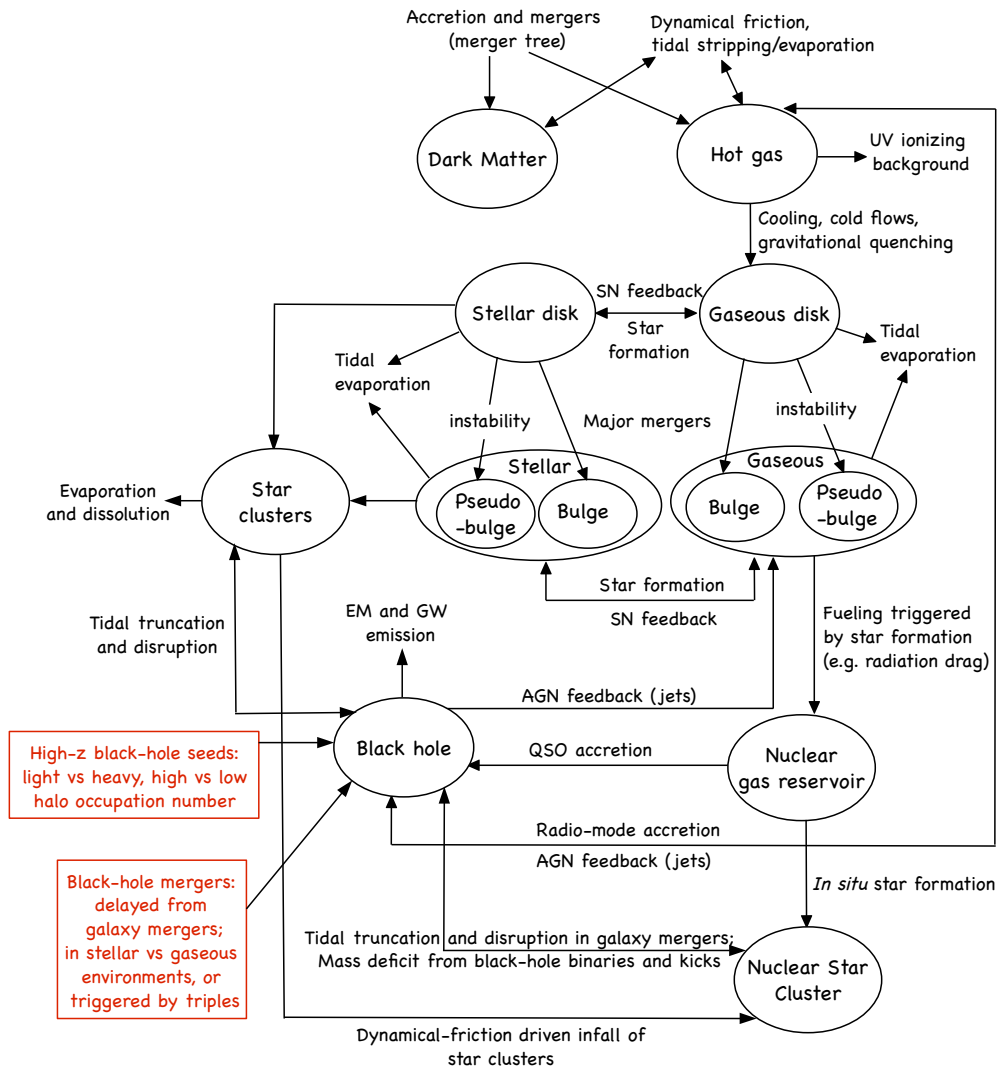 Accretion and mergers
(merger tree)
Dynamical friction,
tidal stripping/evaporation
Dark Matter
Hot gas
UV ionizing
background
Cooling, cold flows,
gravitational quenching
Stellar disk
SN feedback
Star
formation
Gaseous disk
Tidal
evaporation
Tidal
evaporation
instability
Major mergers
instability
Stellar
Pseudo
-bulge
Bulge
Gaseous
Bulge
Pseudo
-bulge
Star
clusters
Evaporation
and dissolution
Star formation
SN feedback
Tidal truncation
and disruption
EM and GW
emission
Fueling triggered
by star formation
(e.g. radiation drag)
AGN feedback (jets)
Black hole
QSO accretion
Nuclear
gas reservoir
High-z black-hole seeds:
light vs heavy, high vs low
halo occupation number
Radio-mode accretion
AGN feedback (jets)
Black-hole mergers:
delayed from
galaxy mergers;
in stellar vs gaseous
environments, or
triggered by triples
In situ star formation
Tidal truncation and disruption in galaxy mergers;
Mass deficit from black-hole binaries and kicks
Nuclear Star
Cluster
Dynamical-friction driven infall of
star clusters